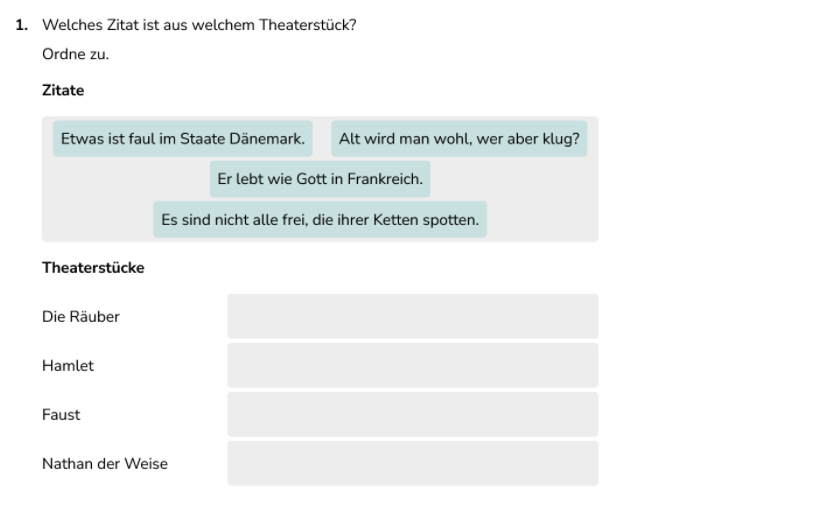 1. Welches Zitat ist aus welchem Theaterstück?
Ordne zu.
Zitate
Etwas ist faul im Staate Dänemark. Alt wird man wohl, wer aber klug?
Er lebt wie Gott in Frankreich.
Es sind nicht alle frei, die ihrer Ketten spotten.
Theaterstücke
Die Räuber
Hamlet
Faust
Nathan der Weise